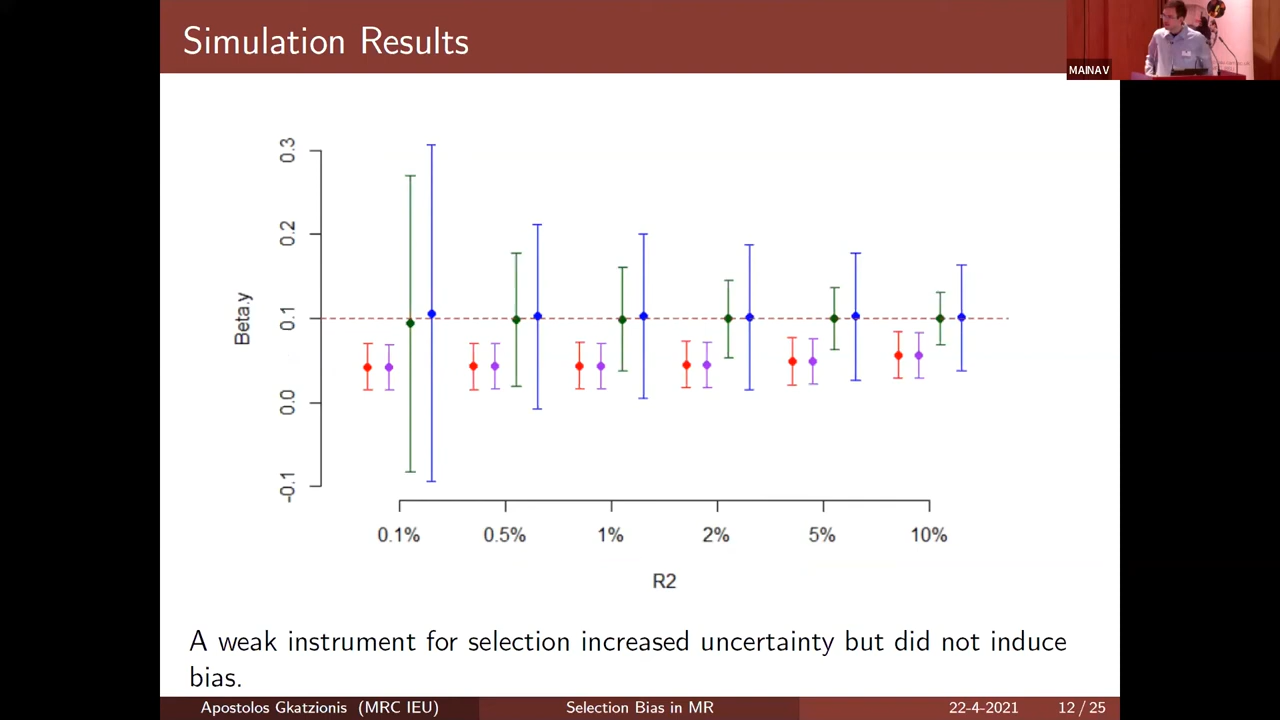 Simulation Results
MAINAV
0.3
0.2
0.1
0.0
-0.1
Beta.y
0.1% 0.5% 1% 2% 5% 10%
R2
A weak instrument for selection increased uncertainty but did not induce
bias.
Apostolos Gkatzionis (MRC IEU) Selection Bias in MR 22-4-2021 12 / 25